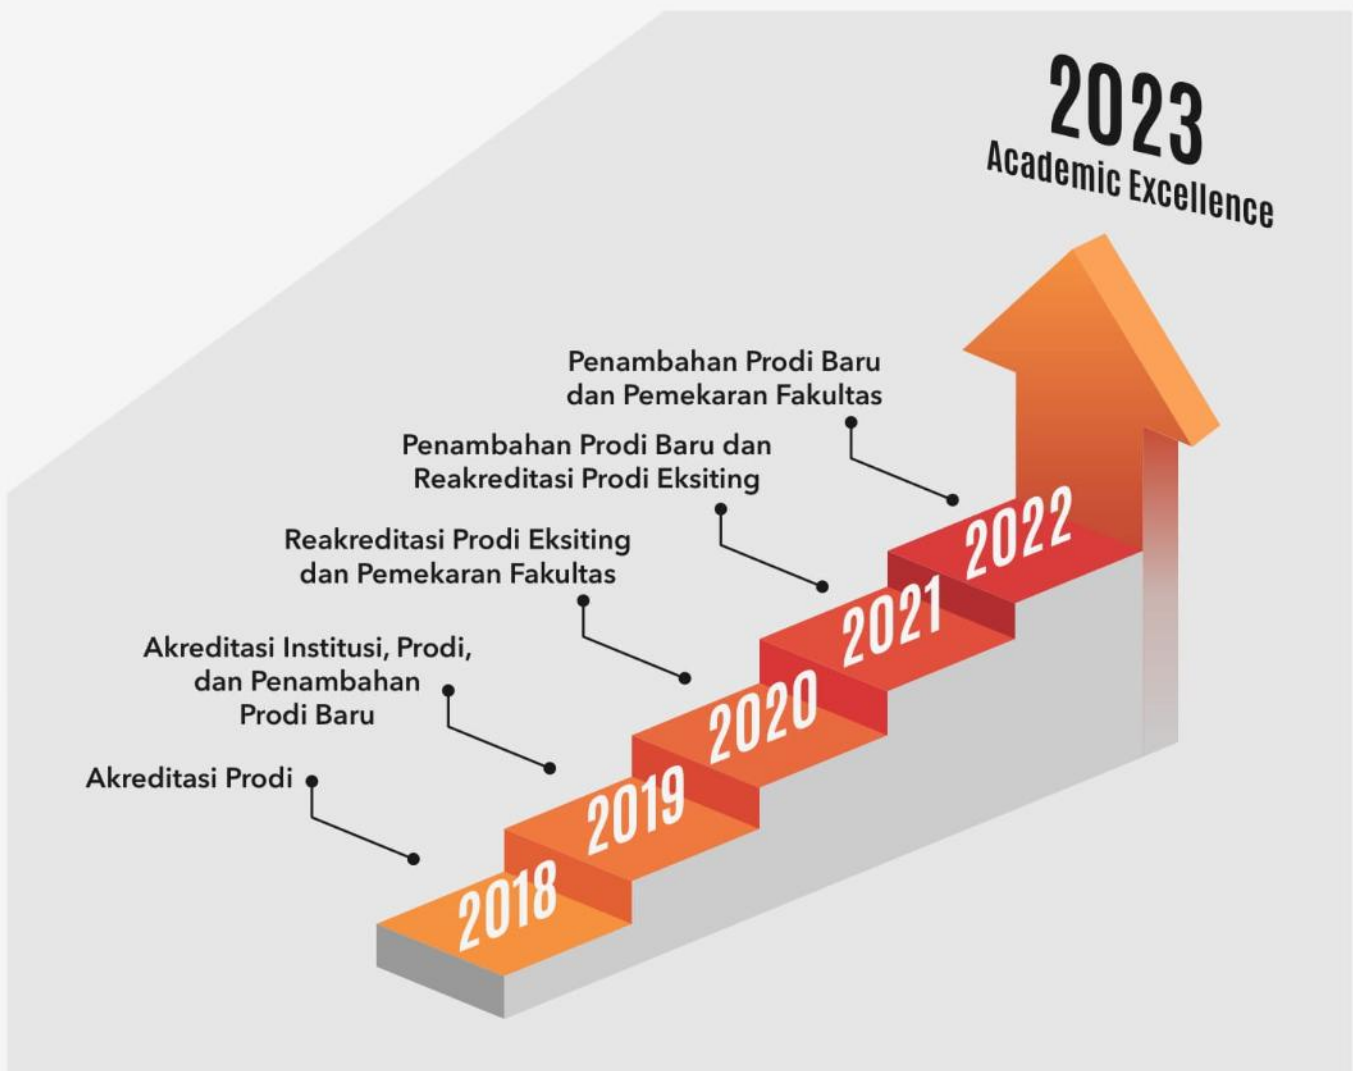 2023
Academic Excellence
Penambahan Prodi Baru
dan Pemekaran Fakultas
Penambahan Prodi Baru dan
Reakreditasi Prodi Eksiting
Reakreditasi Prodi Eksiting
dan Pemekaran Fakultas
Akreditasi Institusi, Prodi,
dan Penambahan
Prodi Baru
Akreditasi Prodi
2022
2021
2020
2019
2018